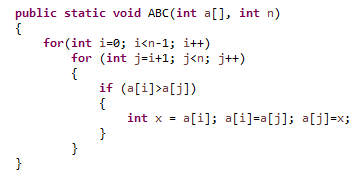 public static void ABC(int a[], int n)
{
    for(int i=0; i<n-1; i++)
        for (int j=i+1; j<n; j++)
        {
            if (a[i]>a[j])
            {
                int x = a[i]; a[i]=a[j]; a[j]=x;
            }
        }
}